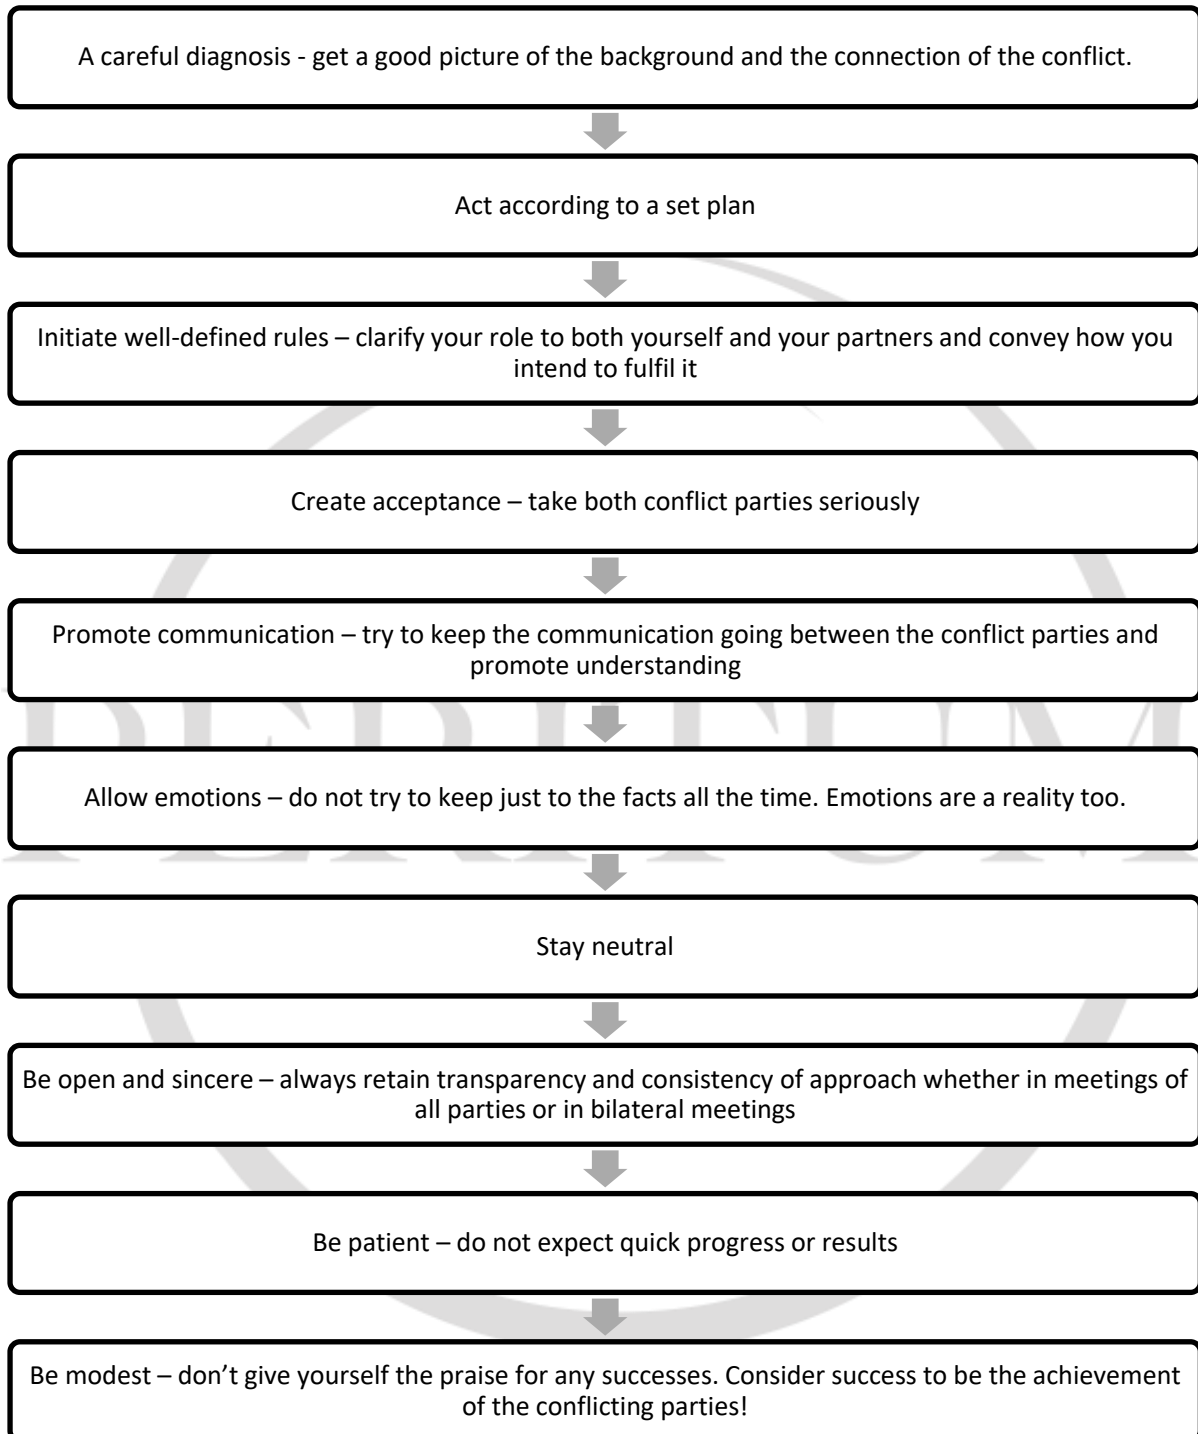 A careful diagnosis - get a good picture of the background and the connection of the conflict.
Act according to a set plan
Initiate well-defined rules – clarify your role to both yourself and your partners and convey how you
intend to fulfil it
Create acceptance – take both conflict parties seriously
Promote communication – try to keep the communication going between the conflict parties and
promote understanding
Allow emotions – do not try to keep just to the facts all the time. Emotions are a reality too.
Stay neutral
Be open and sincere – always retain transparency and consistency of approach whether in meetings of
all parties or in bilateral meetings
Be patient – do not expect quick progress or results
Be modest – don’t give yourself the praise for any successes. Consider success to be the achievement
of the conflicting parties!